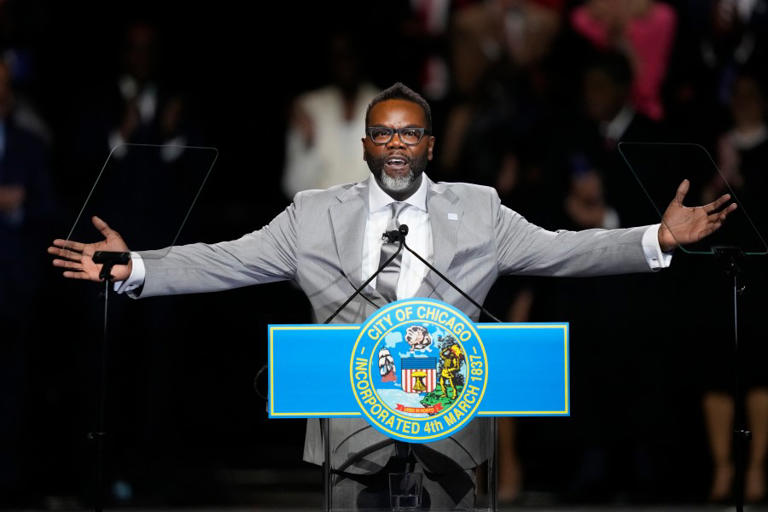 CITY OF CHICAGO
INCORPORATED 4th MARCH 1837